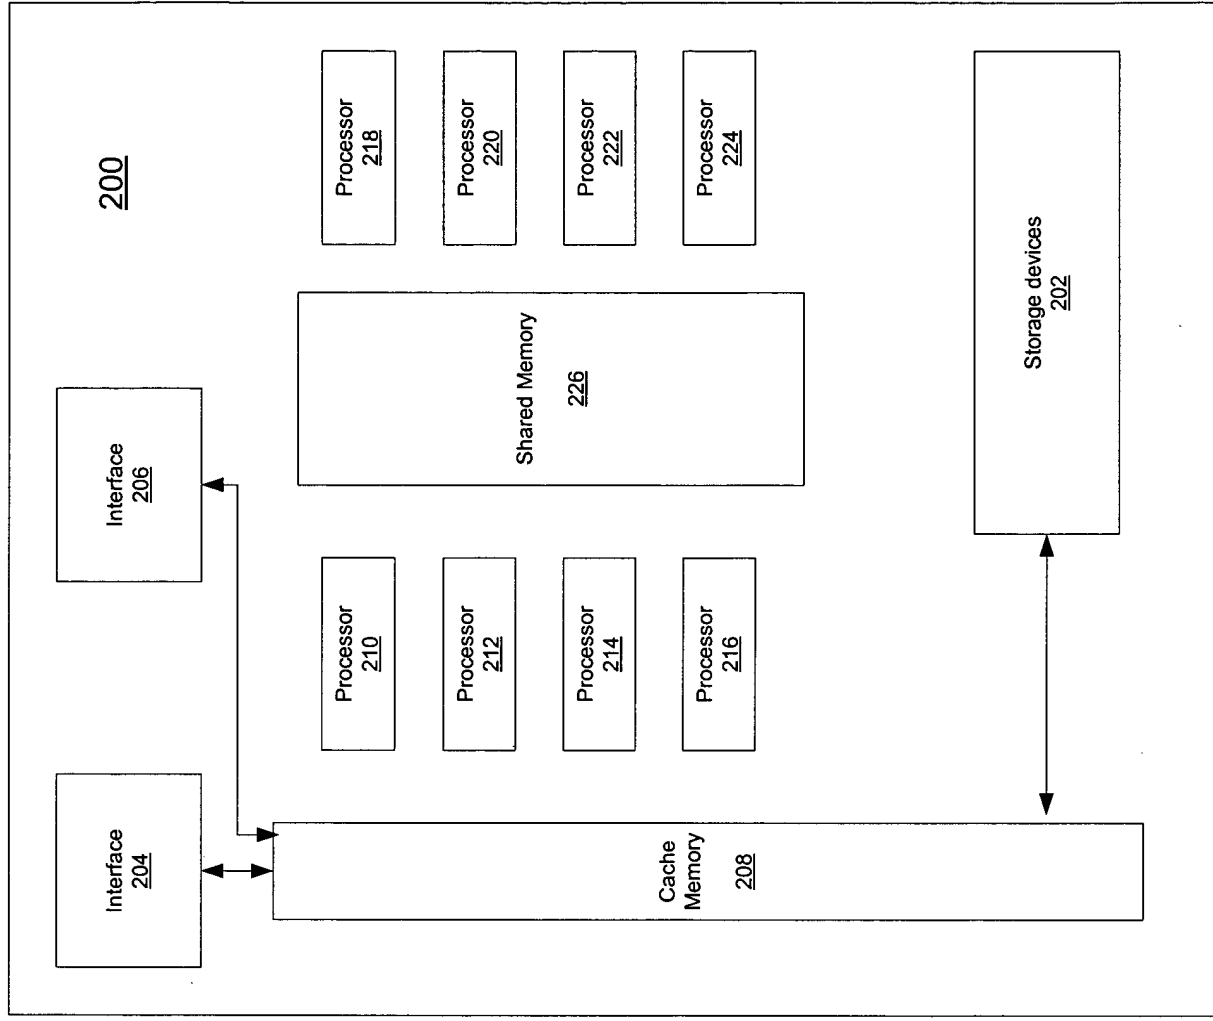 200
Interface
204
Interface
206
Processor
210
Processor
218
Processor
212
Processor
220
Shared Memory
226
Processor
214
Processor
222
Cache
Memory
208
Processor
216
Processor
224
Storage devices
202